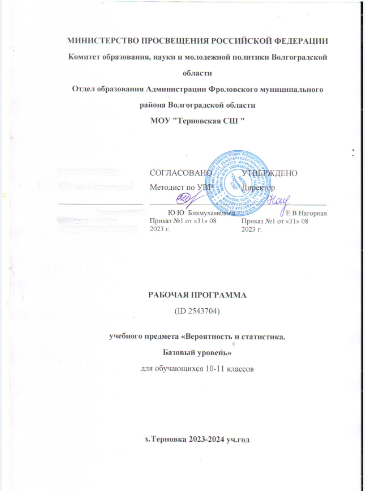 МИНИСТЕРСТВО ПРОСВЕЩЕНИЯ РОССИЙСКОЙ ФЕДЕРАЦИИ
Комитет образования, науки и молодежной политики Волгоградской
области
Отдел образования Администрации Фроловского муниципального
района Волгоградской области
МОУ "Терновская СШ "
СОГЛАСОВАНО УТВЕРЖДЕНО
Методист по УВР Директор
Ю.Ю. Е.В.Нагорная
Приказ №1 от «31» 08 Приказ №1 от «31» 08
2023 г. 2023 г.
РАБОЧАЯ ПРОГРАММА
(ID 2543704)
учебного предмета «Вероятность и статистика.
Базовый уровень»
для обучающихся 10-11 классов
х.Терновка 2023-2024 уч.год